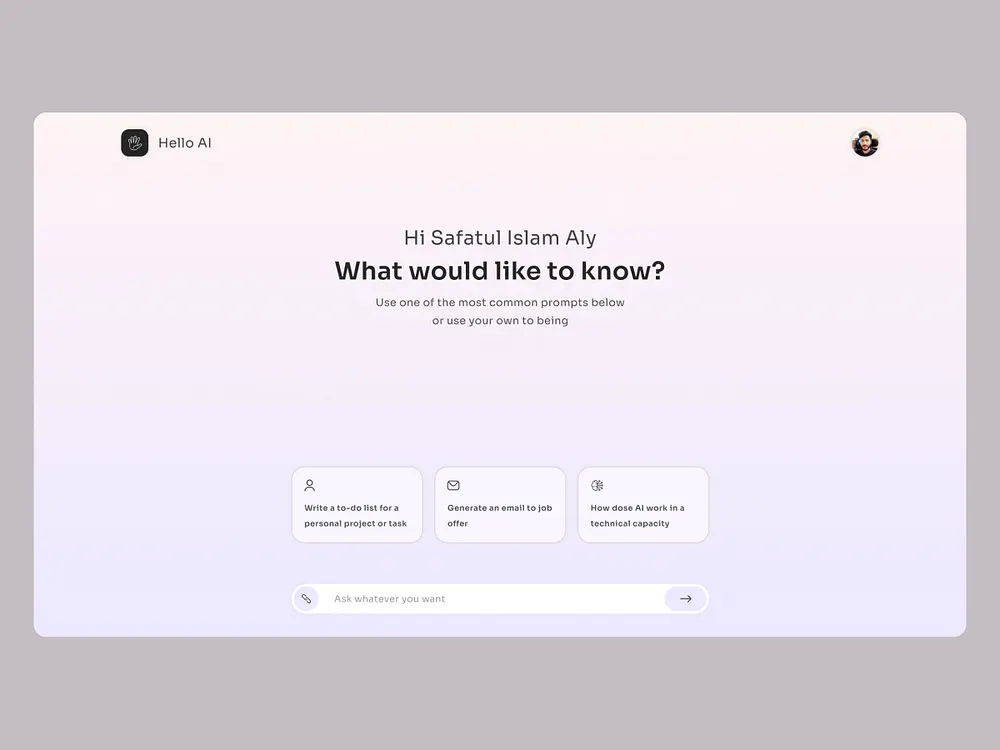 Hello AI
Hi Safatul Islam Aly
What would like to know?
Use one of the most common prompts below
or use your own to being
Write a to-do list for a
personal project or task
Generate an email to job
offer
How dose AI work in a
technical capacity
Ask whatever you want